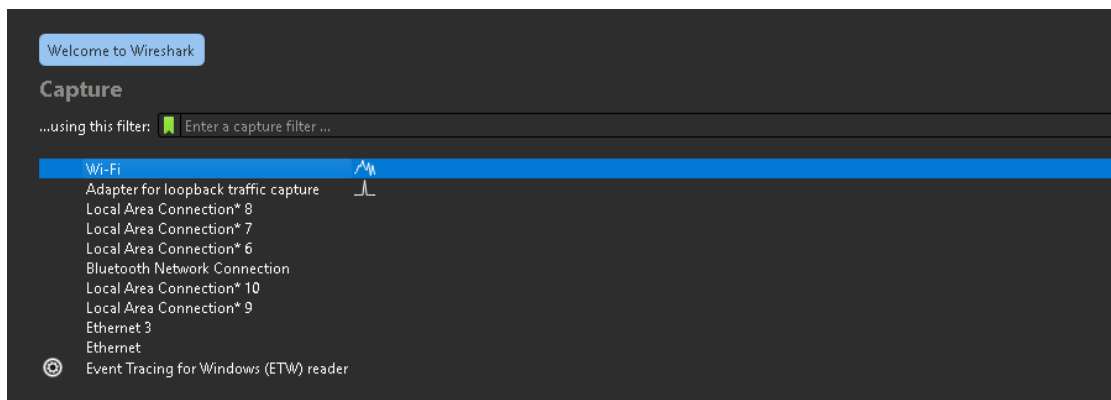 Welcome to Wireshark
Capture
...using this filter: Enter a capture filter ...
Wi-Fi
Adapter for loopback traffic capture
Local Area Connection* 8
Local Area Connection* 7
Local Area Connection* 6
Bluetooth Network Connection
Local Area Connection* 10
Local Area Connection* 9
Ethernet 3
Ethernet
Event Tracing for Windows (ETW) reader